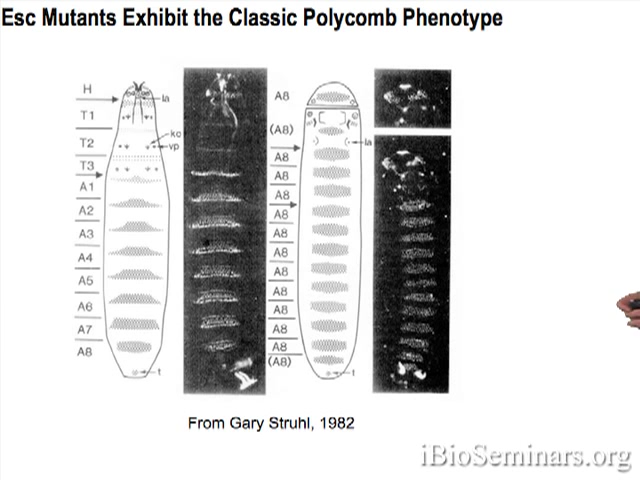 Esc Mutants Exhibit the Classic Polycomb Phenotype
H
la
T1
T2
kc
vp
T3
A1
A2
A3
A4
A5
A6
A7
A8
t
A8
(A8)
la
A8
A8
A8
A8
A8
A8
A8
A8
A8
A8
A8
(A8)
t
From Gary Struhl, 1982
iBioSeminars.org